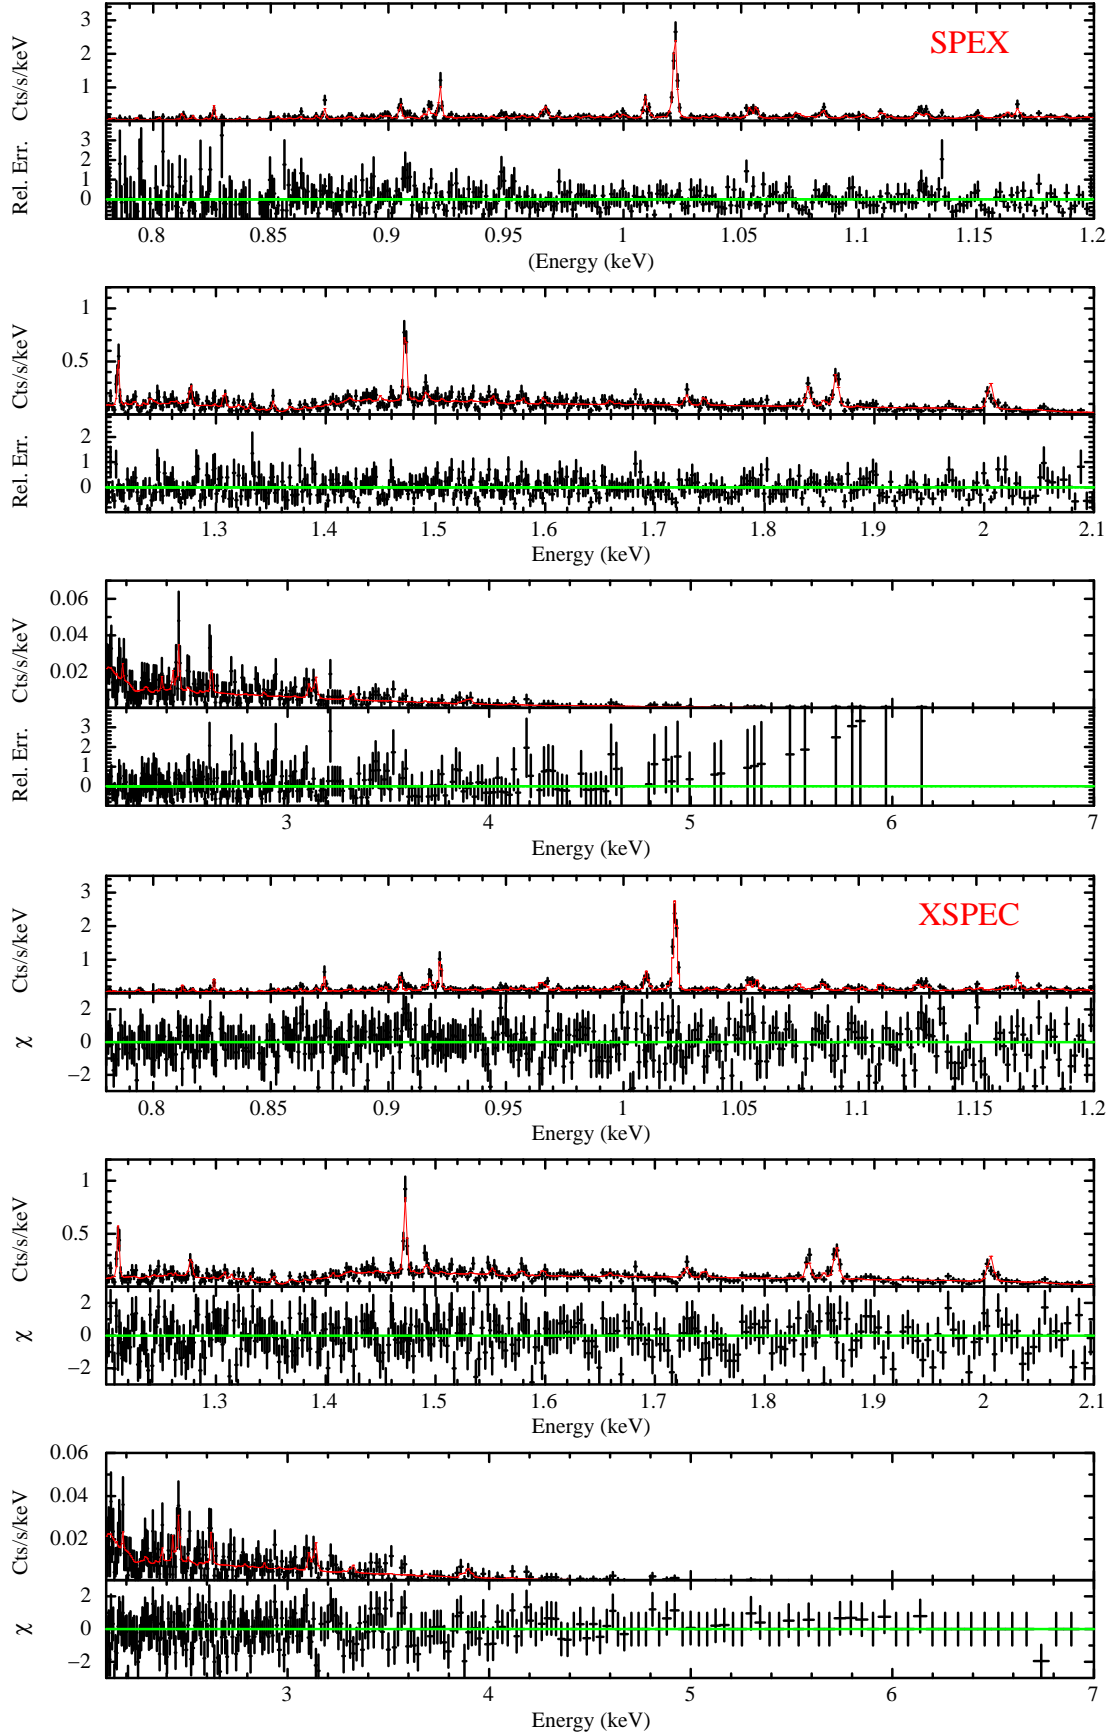 SPEX
Cts/s/keV
3
2
1
Rel. Err.
3
2
1
0
0.8 0.85 0.9 0.95 1 1.05 1.1 1.15 1.2
(Energy (keV)
Cts/s/keV
1
0.5
Rel. Err.
2
1
0
1.3 1.4 1.5 1.6 1.7 1.8 1.9 2 2.1
Energy (keV)
Cts/s/keV
0.06
0.04
0.02
Rel. Err.
3
2
1
0
3 4 5 6 7
Energy (keV)
XSPEC
Cts/s/keV
3
2
1
χ
2
0
−2
0.8 0.85 0.9 0.95 1 1.05 1.1 1.15 1.2
Energy (keV)
Cts/s/keV
1
0.5
χ
2
0
−2
1.3 1.4 1.5 1.6 1.7 1.8 1.9 2 2.1
Energy (keV)
Cts/s/keV
0.06
0.04
0.02
χ
2
0
−2
3 4 5 6 7
Energy (keV)